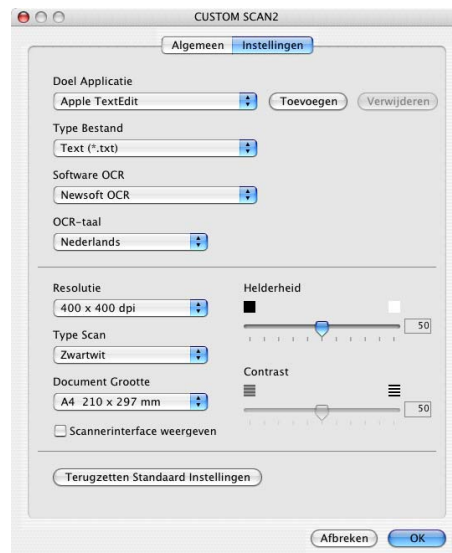 CUSTOM SCAN2
Algemeen Instellingen
Doel Applicatie
Apple TextEdit Toevoegen Verwijderen
Type Bestand
Text (*.txt)
Software OCR
Newsoft OCR
OCR-taal
Nederlands
Resolutie Helderheid
400 x 400 dpi
50
Type Scan
Zwartwit
Contrast
Document Grootte
A4 210 x 297 mm
50
Scannerinterface weergeven
Terugzetten Standaard Instellingen
Afbreken OK